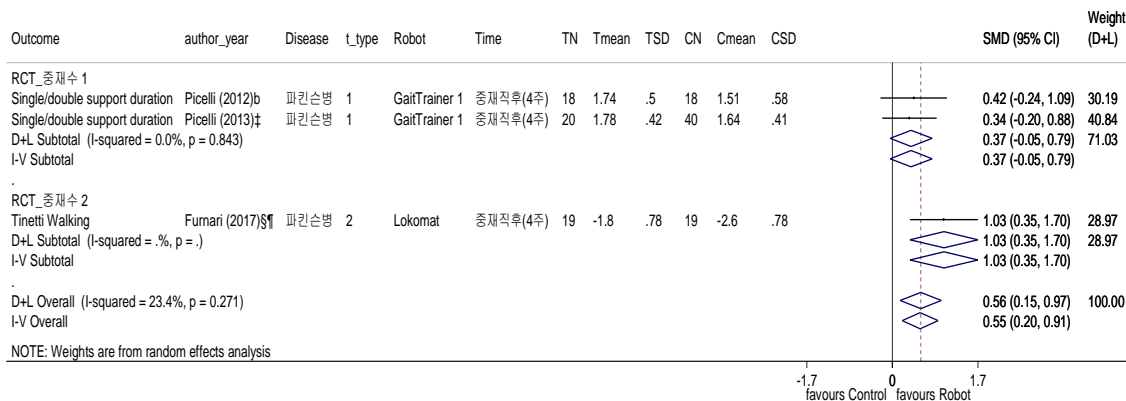 Weight
Outcome author_year Disease t_type Robot Time TN Tmean TSD CN Cmean CSD SMD (95% CI) (D+L)
RCT_중재수 1
Single/double support duration Picelli (2012)b 파킨슨병 1 GaitTrainer 1 중재직후(4주) 18 1.74 .5 18 1.51 .58 0.42 (-0.24, 1.09) 30.19
Single/double support duration Picelli (2013)‡ 파킨슨병 1 GaitTrainer 1 중재직후(4주) 20 1.78 .42 40 1.64 .41 0.34 (-0.20, 0.88) 40.84
D+L Subtotal (I-squared = 0.0%, p = 0.843) 0.37 (-0.05, 0.79) 71.03
I-V Subtotal 0.37 (-0.05, 0.79)
.
RCT_중재수 2
Tinetti Walking Furnari (2017)§¶ 파킨슨병 2 Lokomat 중재직후(4주) 19 -1.8 .78 19 -2.6 .78 1.03 (0.35, 1.70) 28.97
D+L Subtotal (I-squared = .%, p = .) 1.03 (0.35, 1.70) 28.97
I-V Subtotal 1.03 (0.35, 1.70)
.
D+L Overall (I-squared = 23.4%, p = 0.271) 0.56 (0.15, 0.97) 100.00
I-V Overall 0.55 (0.20, 0.91)
NOTE: Weights are from random effects analysis
-1.7 0 1.7
favours Control favours Robot